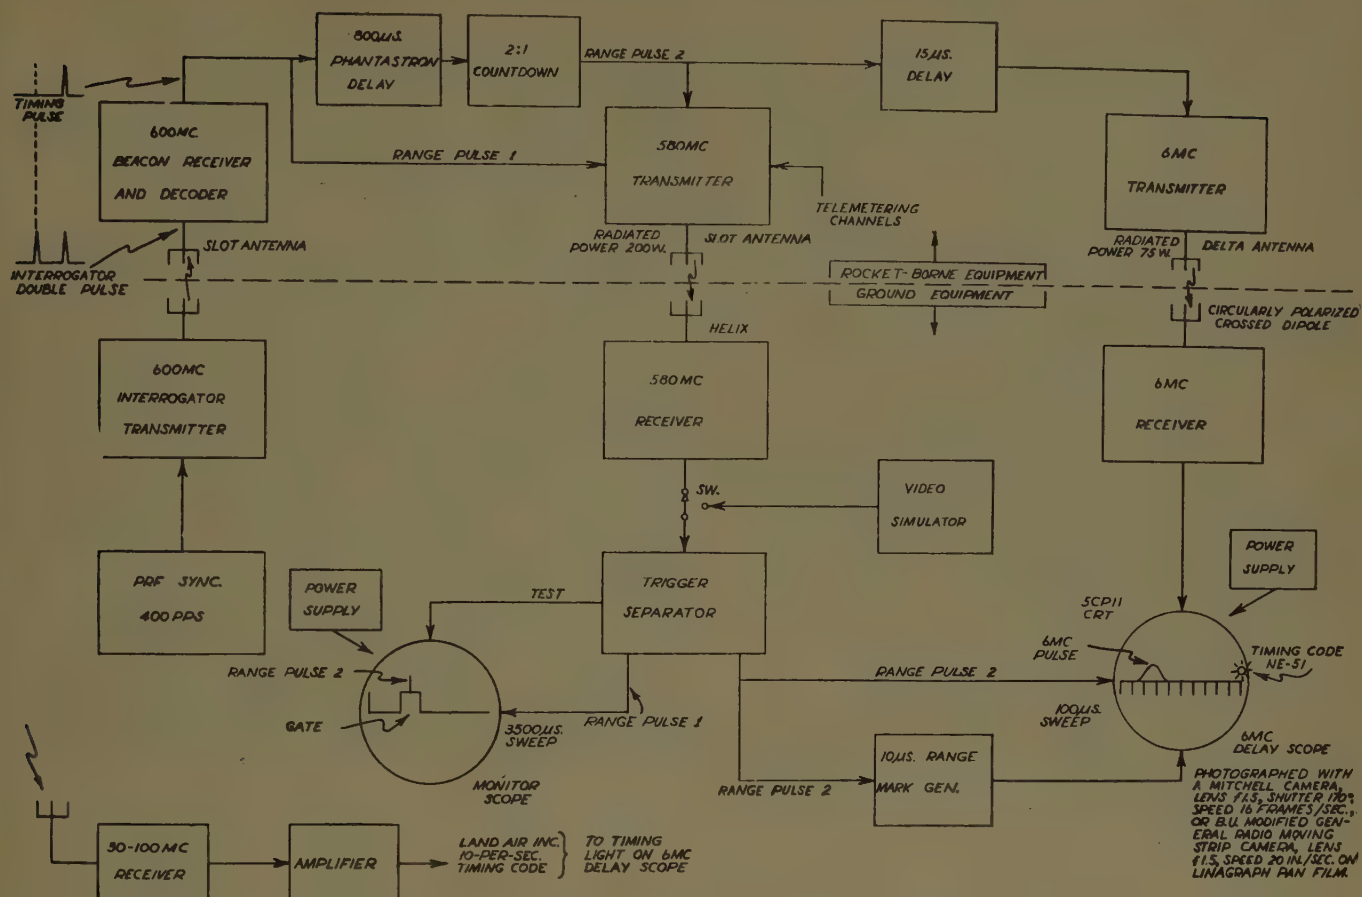 800μS.
PHANTASTRON
DELAY
2:1
COUNTDOWN
RANGE PULSE 2
15μS.
DELAY
TIMING
PULSE
600MC
BEACON RECEIVER
AND DECODER
RANGE PULSE 1
580MC
TRANSMITTER
TELEMETERING
CHANNELS
6MC
TRANSMITTER
INTERROGATOR
DOUBLE PULSE
SLOT ANTENNA
RADIATED
POWER 200W.
SLOT ANTENNA
RADIATED
POWER 75W.
DELTA ANTENNA
ROCKET-BORNE EQUIPMENT
GROUND EQUIPMENT
HELIX
CIRCULARLY POLARIZED
CROSSED DIPOLE
600MC
INTERROGATOR
TRANSMITTER
580MC
RECEIVER
6MC
RECEIVER
SW.
VIDEO
SIMULATOR
PRF SYNC.
400PPS
POWER
SUPPLY
TEST
TRIGGER
SEPARATOR
POWER
SUPPLY
5CP11
CRT
6MC
PULSE
TIMING CODE
NE-51
RANGE PULSE 2
GATE
3500μS.
SWEEP
RANGE PULSE 1
MONITOR
SCOPE
RANGE PULSE 2
100μS.
SWEEP
6MC
DELAY SCOPE
RANGE PULSE 2
10μS. RANGE
MARK GEN.
PHOTOGRAPHED WITH
A MITCHELL CAMERA,
LENS f1.5, SHUTTER 170°,
SPEED 16 FRAMES/SEC.,
OR B.U. MODIFIED GEN-
ERAL RADIO MOVING
STRIP CAMERA, LENS
f1.5, SPEED 20 IN./SEC. ON
LINAGRAPH PAN FILM.
50-100MC
RECEIVER
AMPLIFIER
LAND AIR INC.
10-PER-SEC.
TIMING CODE
TO TIMING
LIGHT ON 6MC
DELAY SCOPE